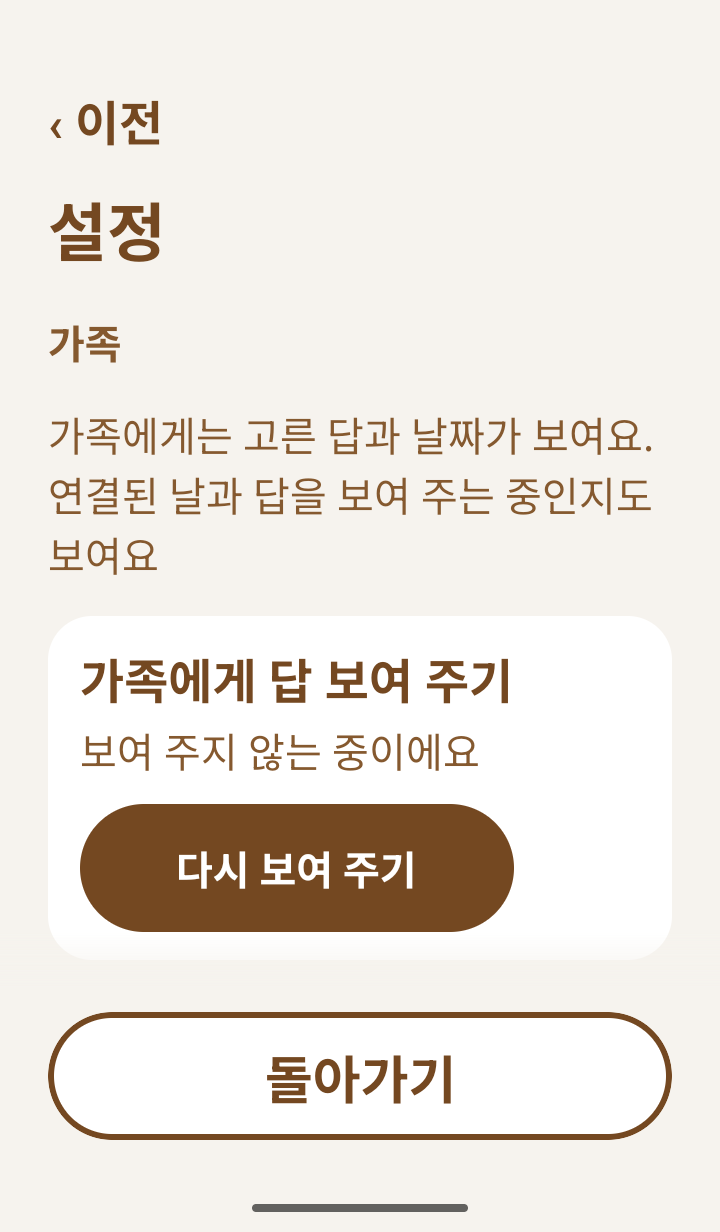 ‹ 이전
설정
가족
가족에게는 고른 답과 날짜가 보여요.
연결된 날과 답을 보여 주는 중인지도
보여요
가족에게 답 보여 주기
보여 주지 않는 중이에요
다시 보여 주기
돌아가기